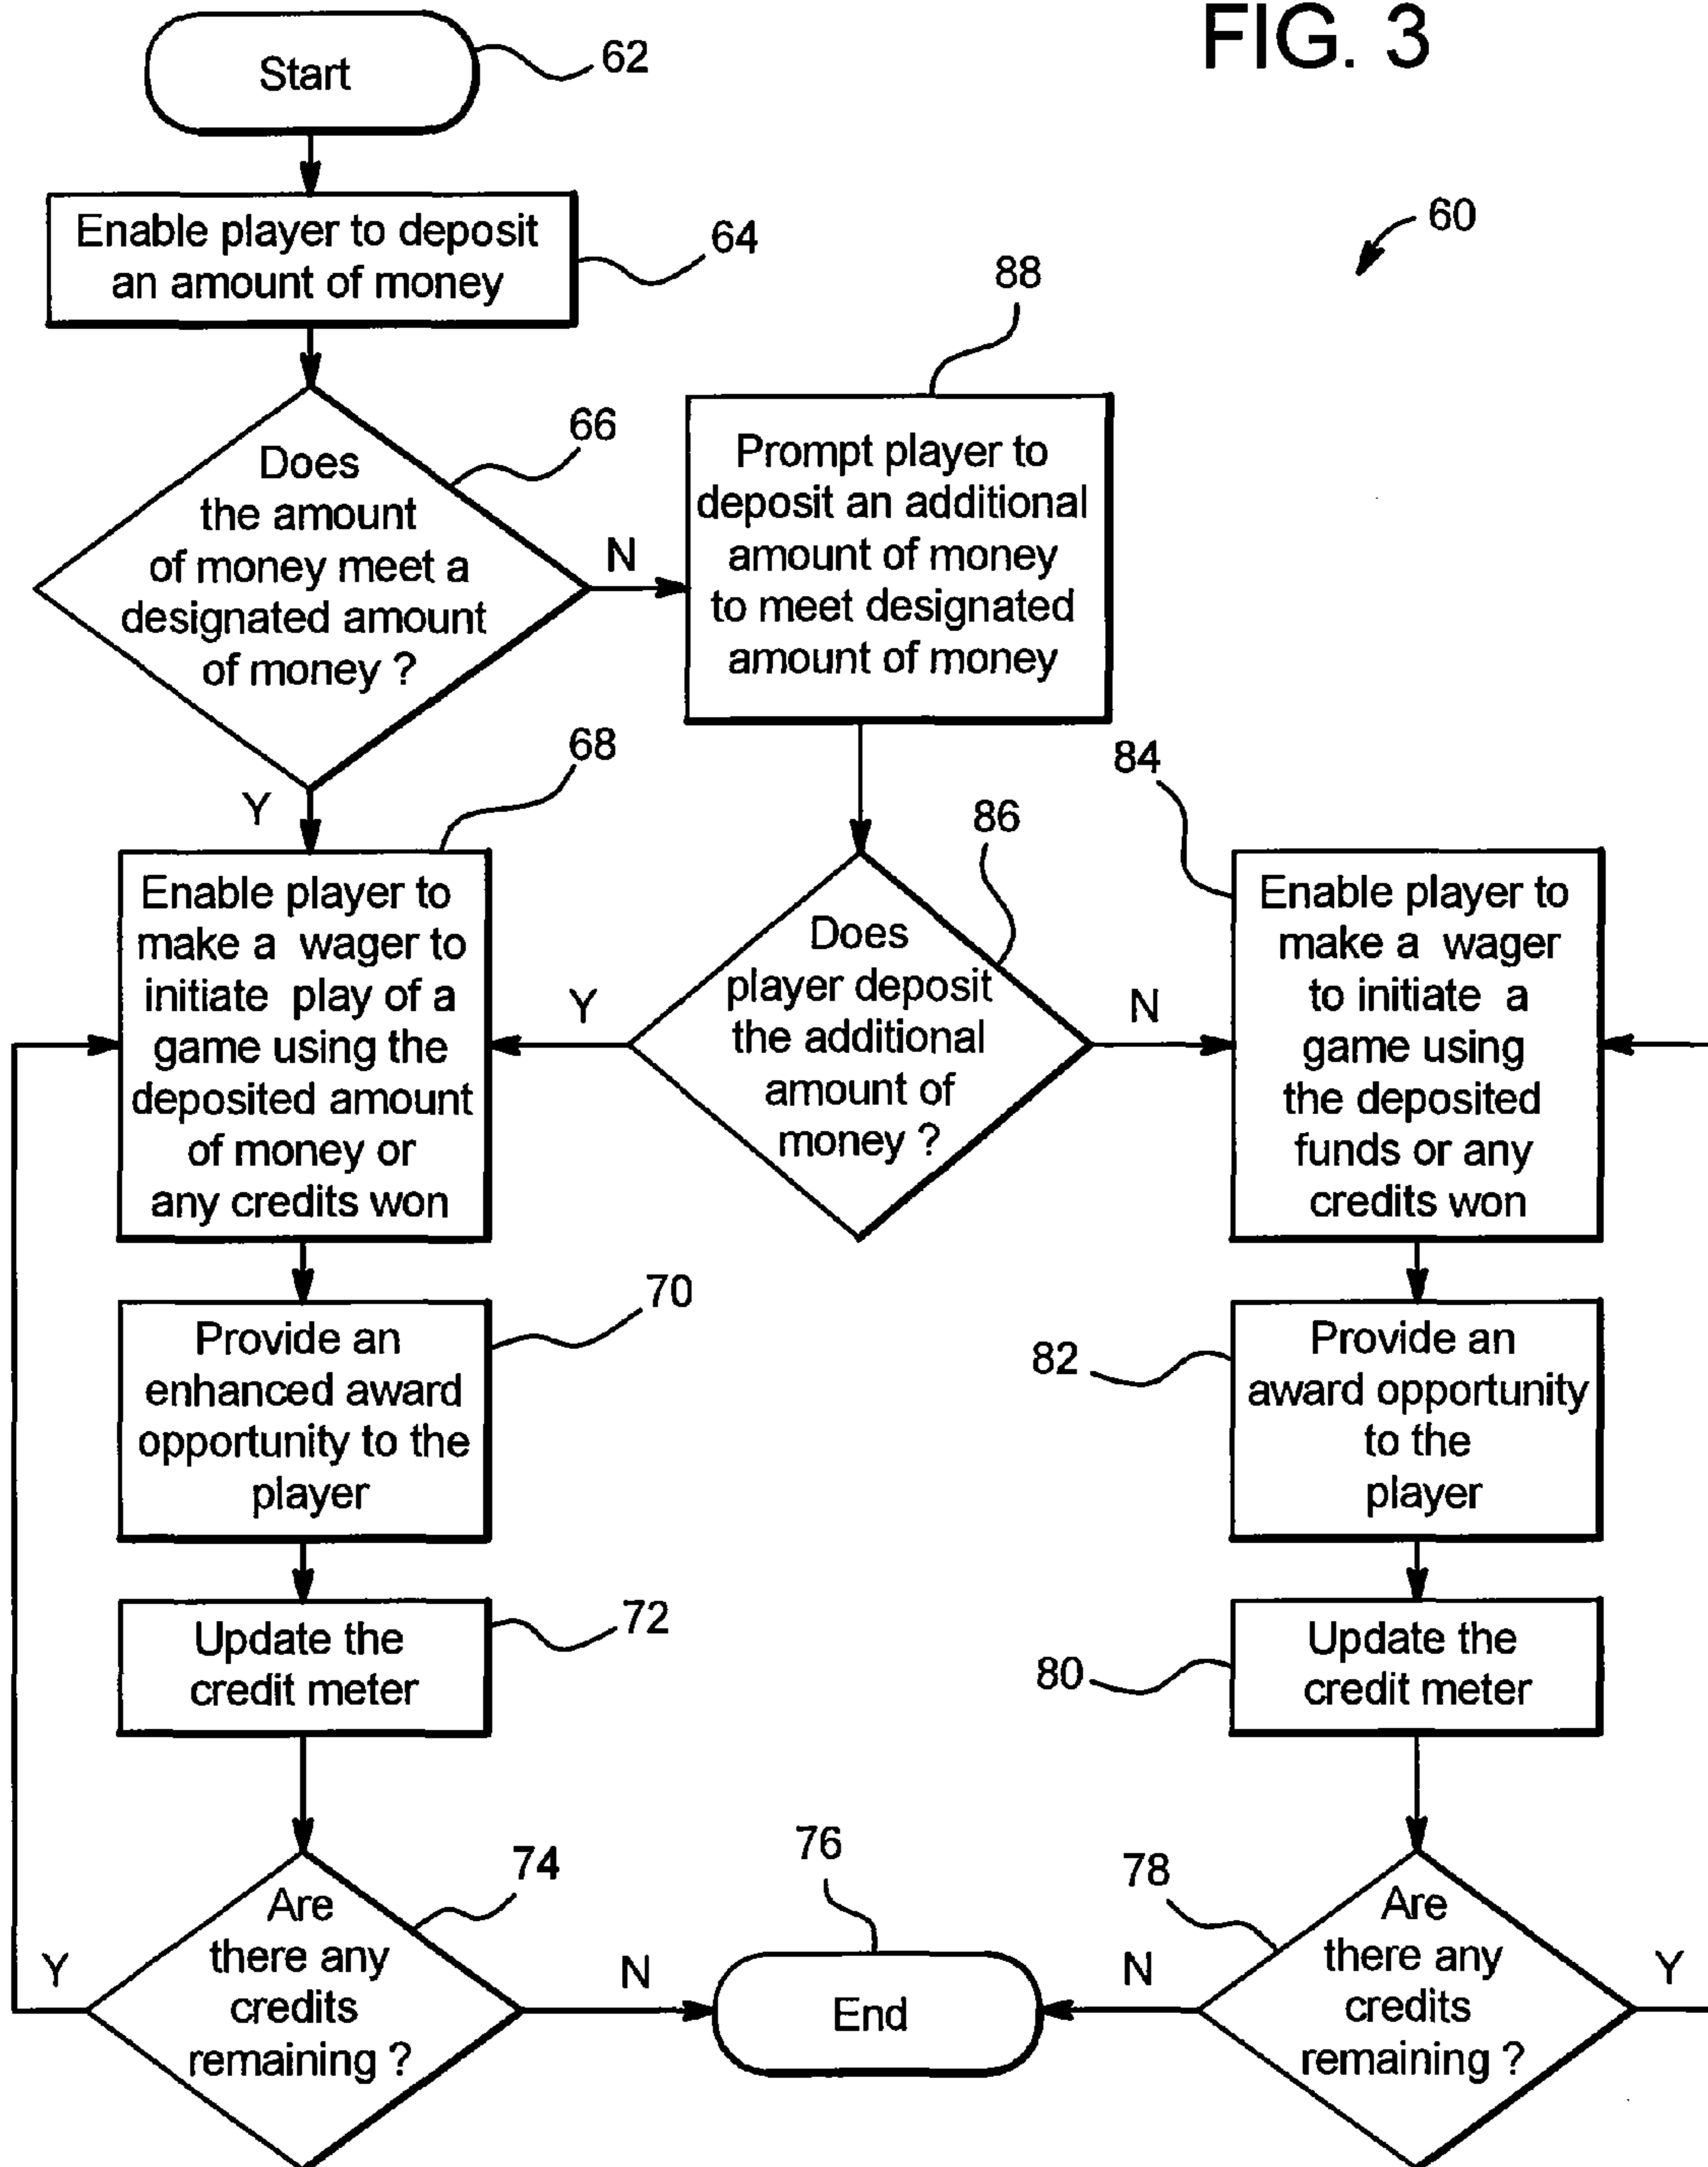 FIG. 3
Start
62
60
Enable player to deposit
an amount of money
64
Does
the amount
of money meet a
designated amount
of money ?
66
N
Y
88
Prompt player to
deposit an additional
amount of money
to meet designated
amount of money
68
Enable player to
make a wager to
initiate play of a
game using the
deposited amount
of money or
any credits won
86
Does
player deposit
the additional
amount of
money ?
Y
N
84
Enable player to
make a wager
to initiate a
game using
the deposited
funds or any
credits won
70
Provide an
enhanced award
opportunity to the
player
82
Provide an
award opportunity
to the
player
72
Update the
credit meter
80
Update the
credit meter
74
Are
there any
credits
remaining ?
Y
N
76
End
78
Are
there any
credits
remaining ?
N
Y